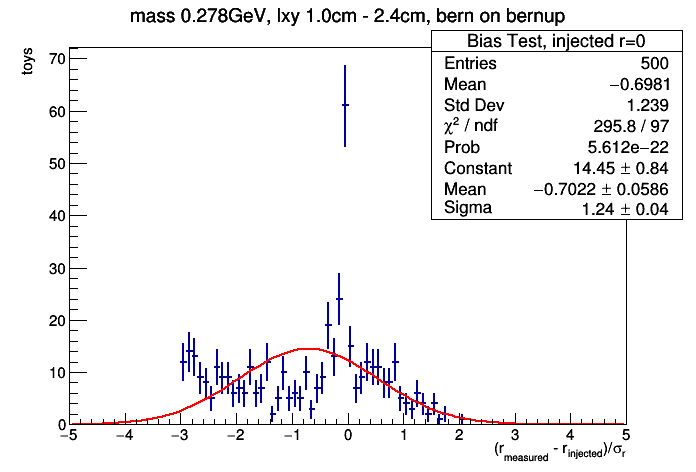 mass 0.278GeV, lxy 1.0cm - 2.4cm, bern on bernup
Bias Test, injected r=0
Entries 500
Mean −0.6981
Std Dev 1.239
χ² / ndf 295.8 / 97
Prob 5.612e−22
Constant 14.45 ± 0.84
Mean −0.7022 ± 0.0586
Sigma 1.24 ± 0.04
toys
70
60
50
40
30
20
10
0
−5 −4 −3 −2 −1 0 1 2 3 4 5
(r_measured - r_injected)/σ_r